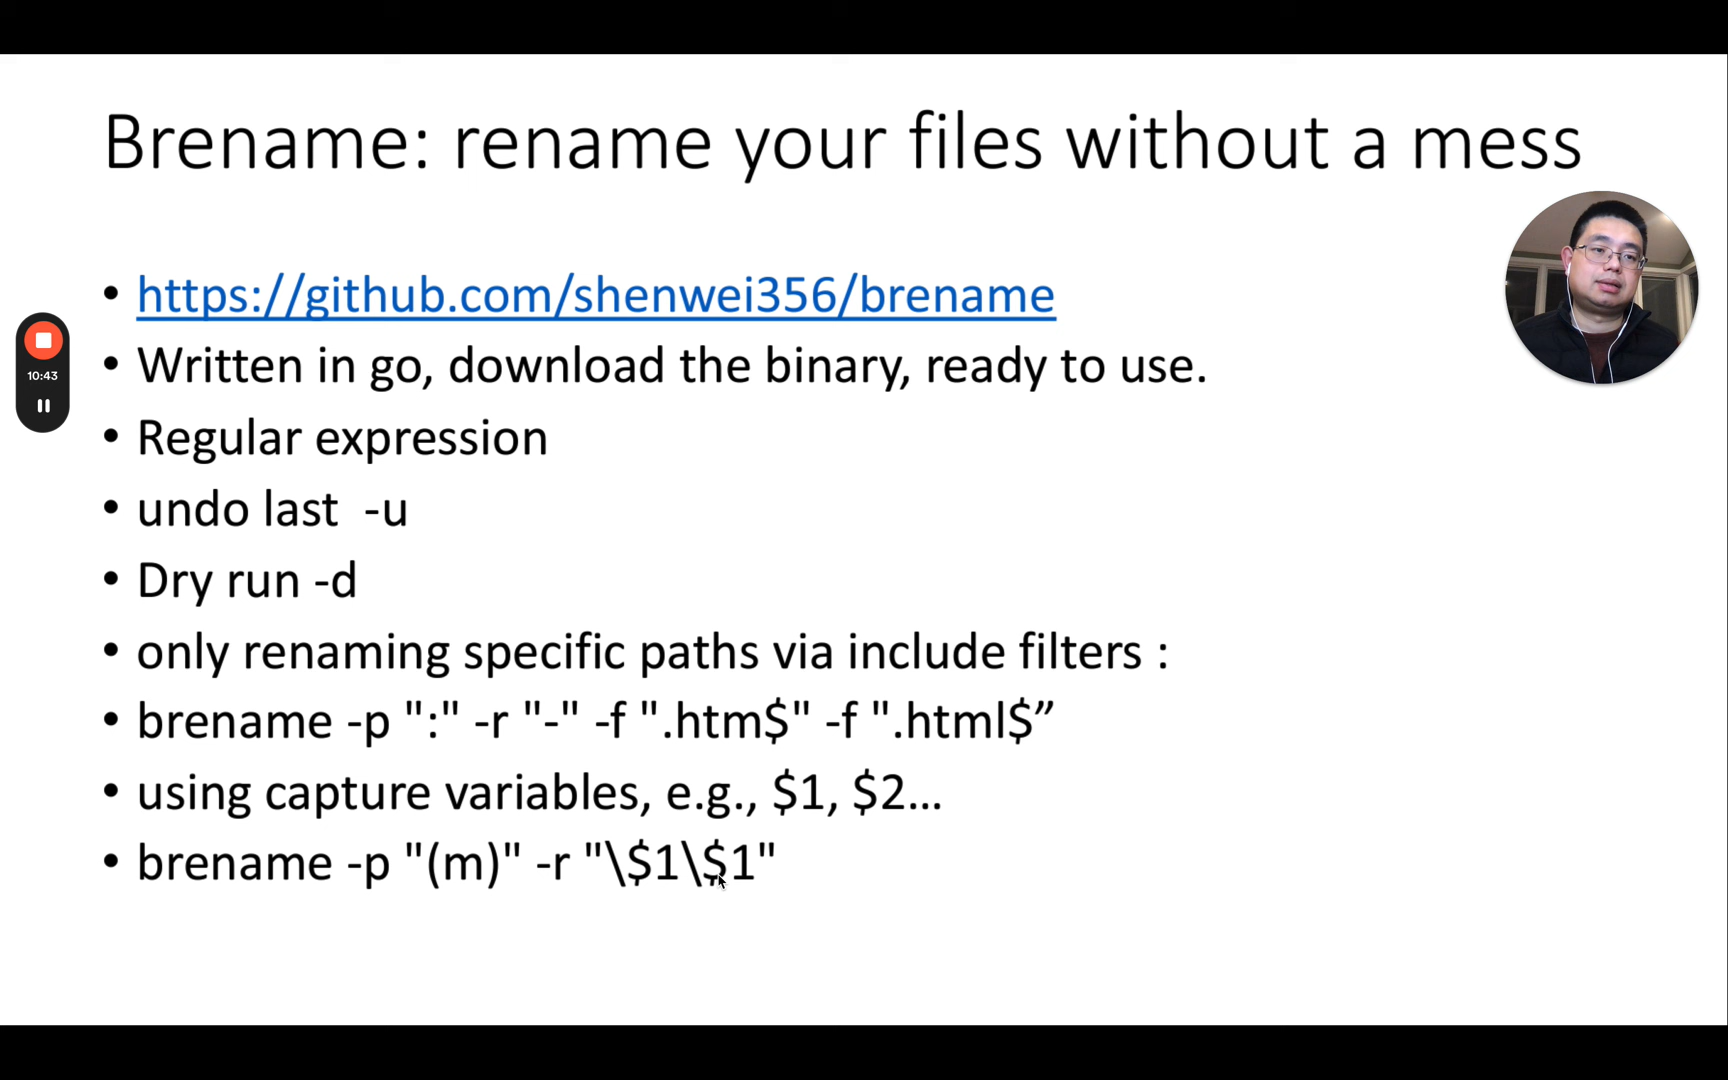 Brename: rename your files without a mess
• https://github.com/shenwei356/brename
10:43
• Written in go, download the binary, ready to use.
• Regular expression
• undo last  -u
• Dry run -d
• only renaming specific paths via include filters :
• brename -p ":" -r "-" -f ".htm$" -f ".html$”
• using capture variables, e.g., $1, $2...
• brename -p "(m)" -r "\$1\$1"